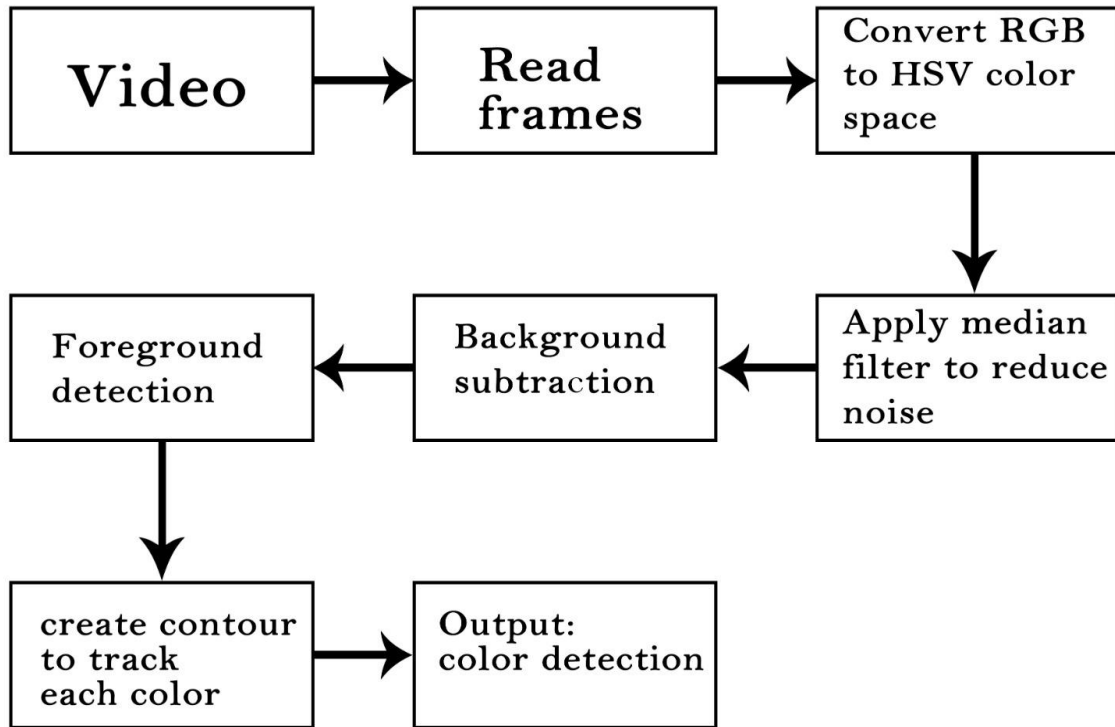 Video
Read
frames
Convert RGB
to HSV color
space
Apply median
filter to reduce
noise
Background
subtraction
Foreground
detection
create contour
to track
each color
Output:
color detection